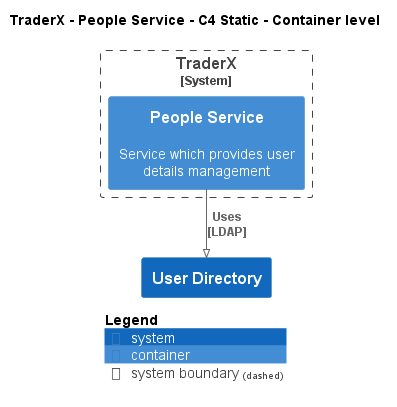 TraderX - People Service - C4 Static - Container level
TraderX
[System]
People Service
Service which provides user
details management
Uses
[LDAP]
User Directory
Legend
system
container
system boundary (dashed)